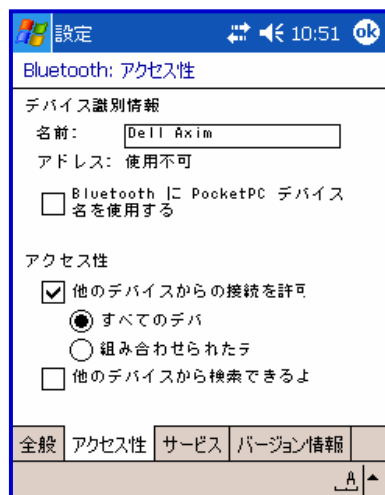 設定 10:51 ok
Bluetooth: アクセス性
デバイス識別情報
名前: Dell Axim
アドレス: 使用不可
Bluetooth に PocketPC デバイス
名を使用する
アクセス性
他のデバイスからの接続を許可
すべてのデバ
組み合わせられたデ
他のデバイスから検索できるよ
全般 アクセス性 サービス バージョン情報
A